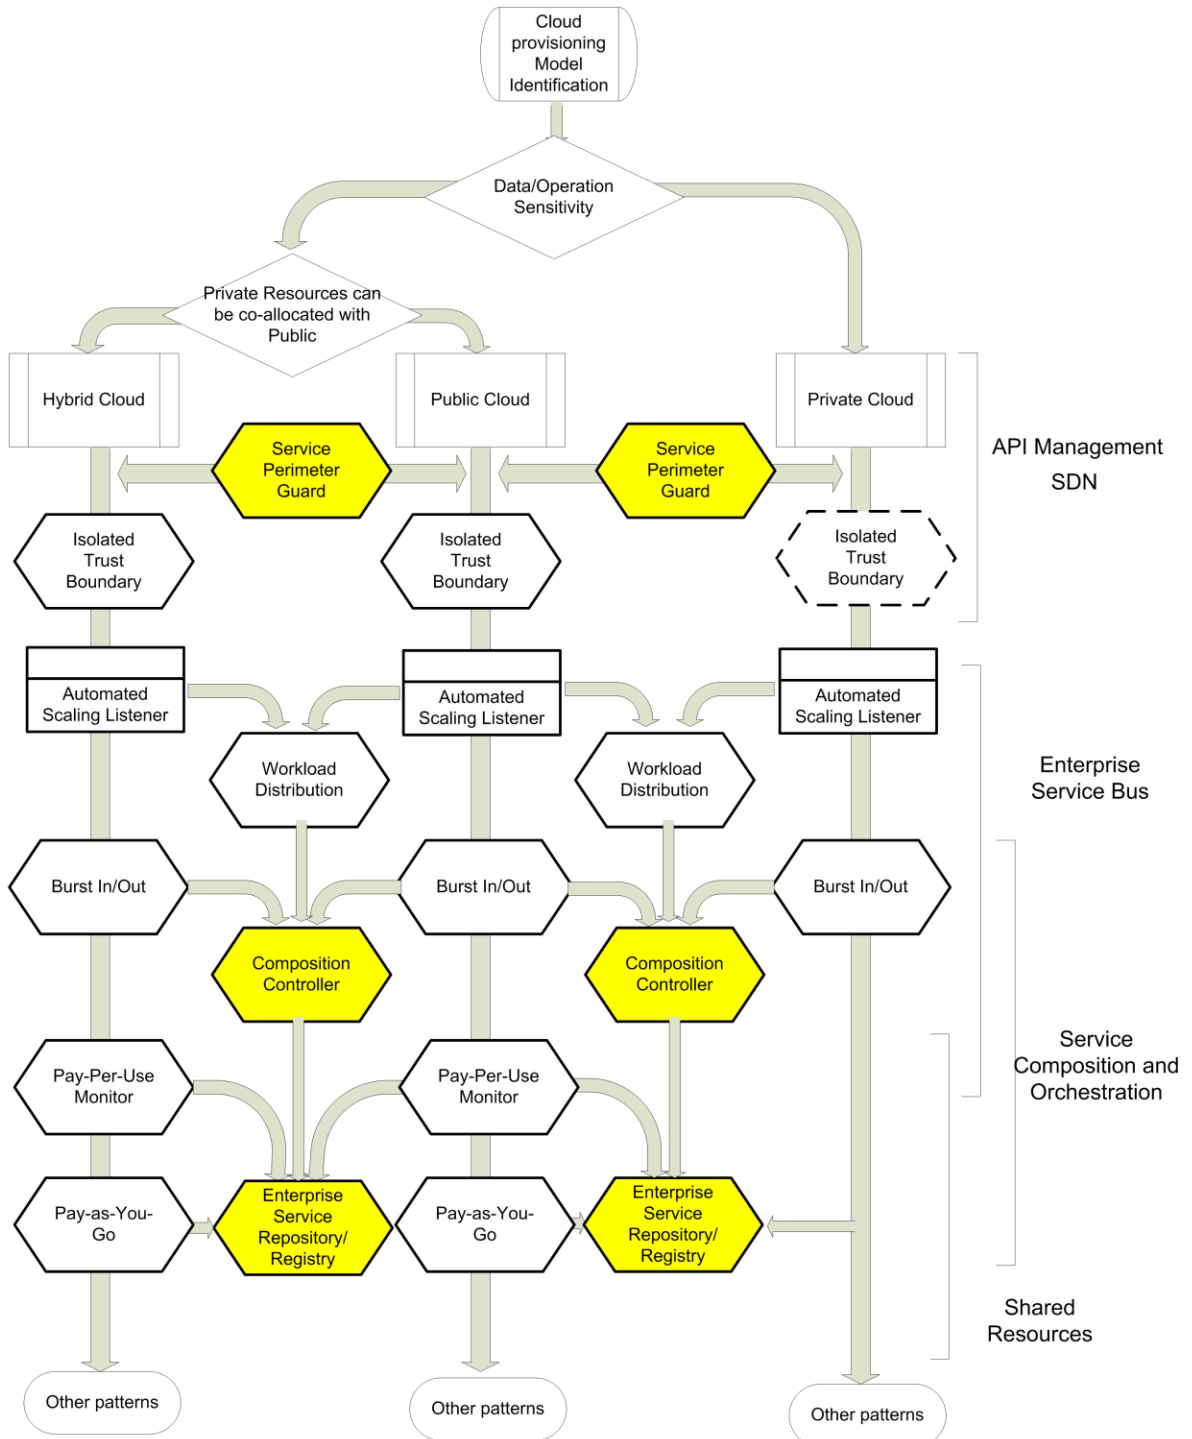 Cloud
provisioning
Model
Identification
Data/Operation
Sensitivity
Private Resources can
be co-allocated with
Public
Hybrid Cloud
Public Cloud
Private Cloud
Service
Perimeter
Guard
Service
Perimeter
Guard
API Management
SDN
Isolated
Trust
Boundary
Isolated
Trust
Boundary
Isolated
Trust
Boundary
Automated
Scaling Listener
Automated
Scaling Listener
Automated
Scaling Listener
Workload
Distribution
Workload
Distribution
Enterprise
Service Bus
Burst In/Out
Burst In/Out
Burst In/Out
Composition
Controller
Composition
Controller
Service
Composition and
Orchestration
Pay-Per-Use
Monitor
Pay-Per-Use
Monitor
Pay-as-You-
Go
Enterprise
Service
Repository/
Registry
Pay-as-You-
Go
Enterprise
Service
Repository/
Registry
Shared
Resources
Other patterns
Other patterns
Other patterns